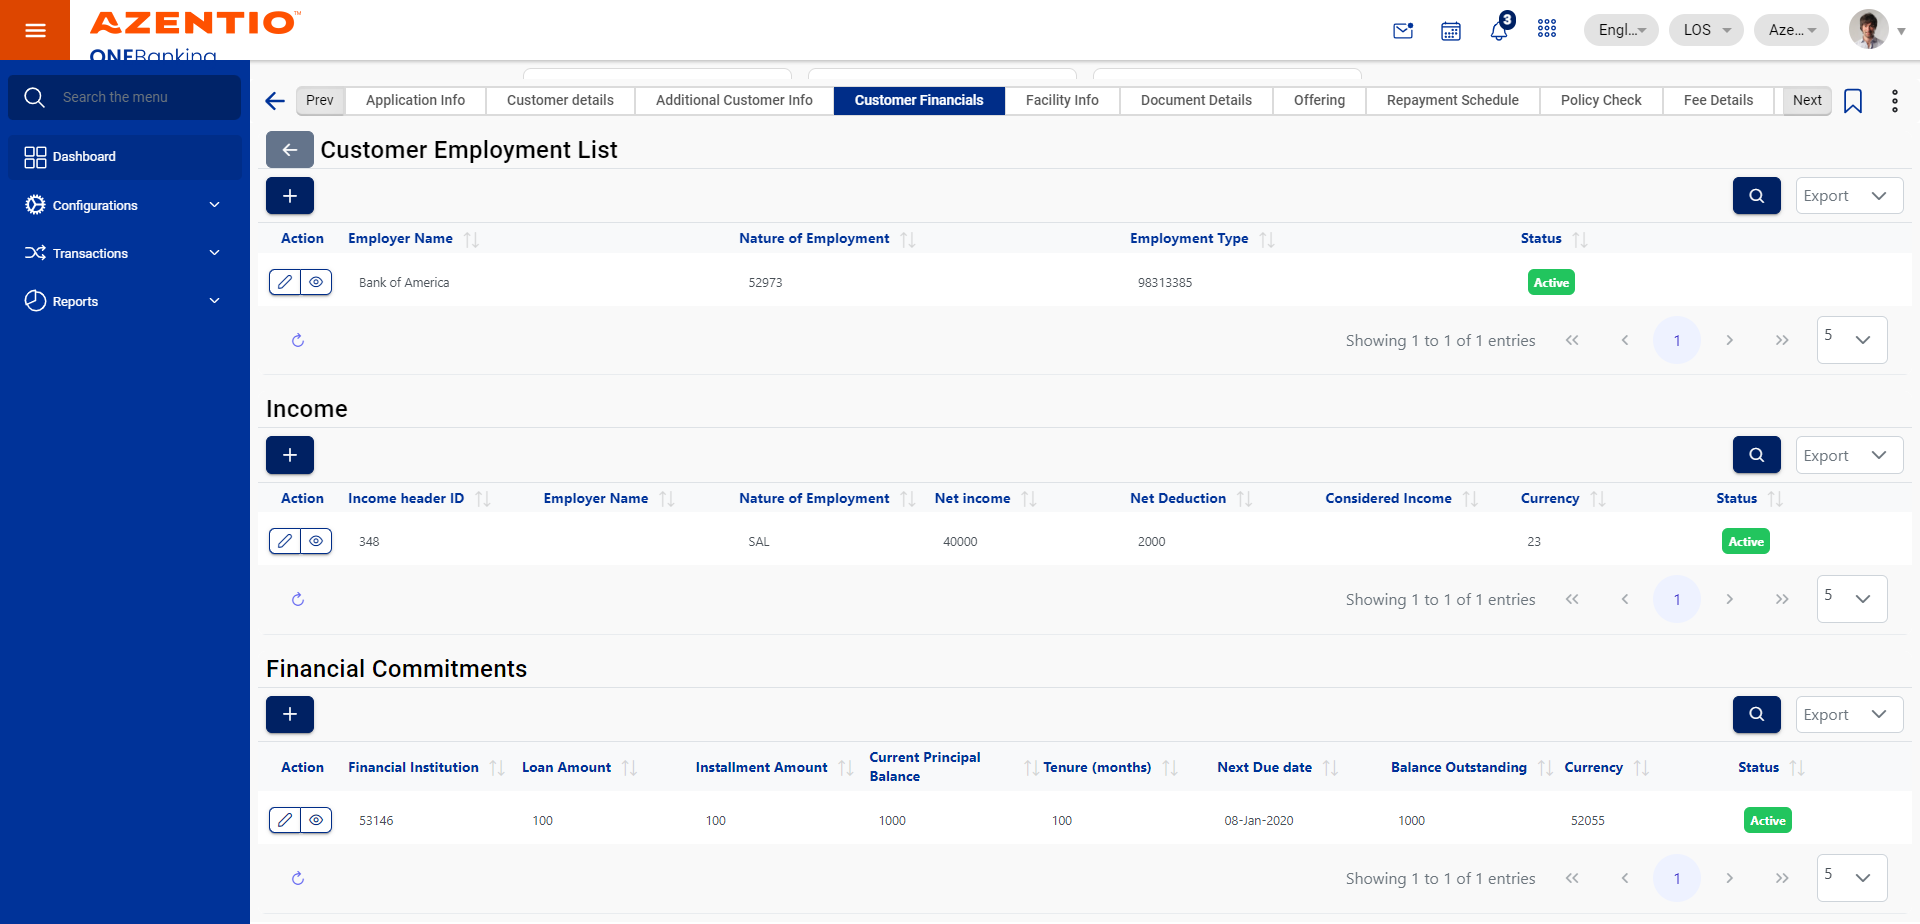 AZENTIO™
ONEBanking
3
Engl...
LOS
Aze...
Search the menu
Dashboard
Configurations
Transactions
Reports
Prev
Application Info
Customer details
Additional Customer Info
Customer Financials
Facility Info
Document Details
Offering
Repayment Schedule
Policy Check
Fee Details
Next
Customer Employment List
Export
Action Employer Name Nature of Employment Employment Type Status
Bank of America 52973 98313385 Active
Showing 1 to 1 of 1 entries 1 5
Income
Export
Action Income header ID Employer Name Nature of Employment Net income Net Deduction Considered Income Currency Status
348 SAL 40000 2000 23 Active
Showing 1 to 1 of 1 entries 1 5
Financial Commitments
Export
Action Financial Institution Loan Amount Installment Amount Current Principal Balance Tenure (months) Next Due date Balance Outstanding Currency Status
53146 100 100 1000 100 08-Jan-2020 1000 52055 Active
Showing 1 to 1 of 1 entries 1 5